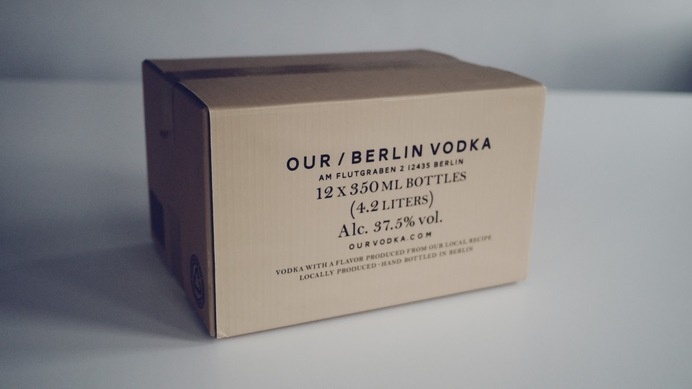 OUR / BERLIN VODKA
AM FLUTGRABEN 2 12435 BERLIN
12 X 350 ML BOTTLES
(4.2 LITERS)
Alc. 37.5% vol.
OURVODKA.COM
VODKA WITH A FLAVOR PRODUCED FROM OUR LOCAL RECIPE
LOCALLY PRODUCED · HAND BOTTLED IN BERLIN